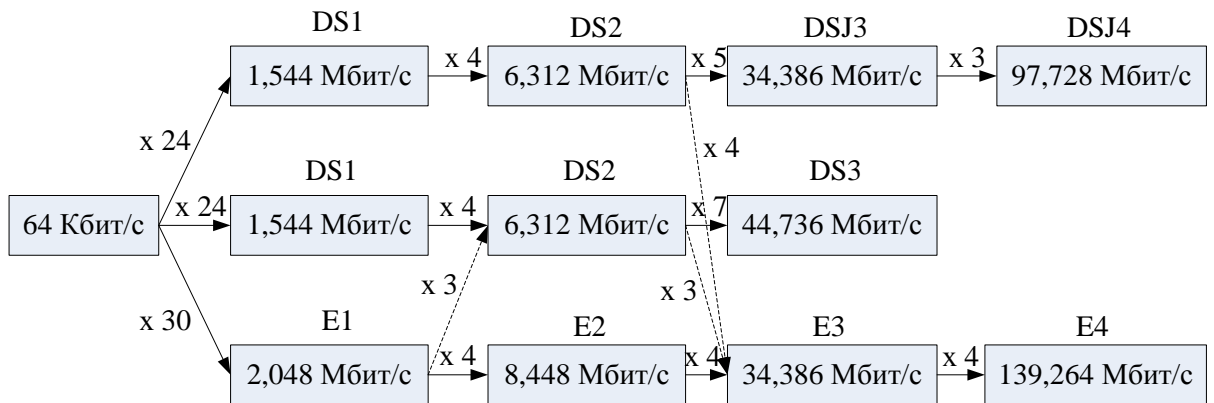 DS1
DS2
DSJ3
DSJ4
1,544 Мбит/с
x 4
6,312 Мбит/с
x 5
34,386 Мбит/с
x 3
97,728 Мбит/с
x 24
x 4
DS1
DS2
DS3
64 Кбит/с
x 24
1,544 Мбит/с
x 4
6,312 Мбит/с
x 7
44,736 Мбит/с
x 3
x 3
x 30
E1
E2
E3
E4
2,048 Мбит/с
x 4
8,448 Мбит/с
x 4
34,386 Мбит/с
x 4
139,264 Мбит/с